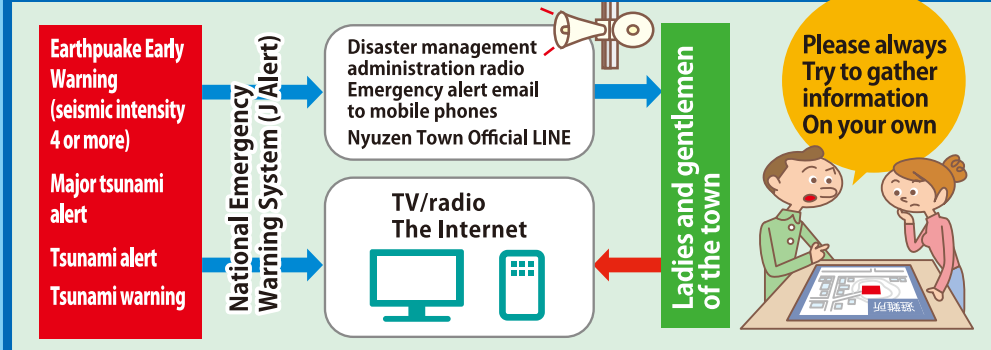 Earthpuake Early
Warning
(seismic intensity
4 or more)
Major tsunami
alert
Tsunami alert
Tsunami warning
National Emergency
Warning System (J Alert)
Disaster management
administration radio
Emergency alert email
to mobile phones
Nyuzen Town Official LINE
TV/radio
The Internet
Ladies and gentlemen
of the town
Please always
Try to gather
information
On your own
避難所